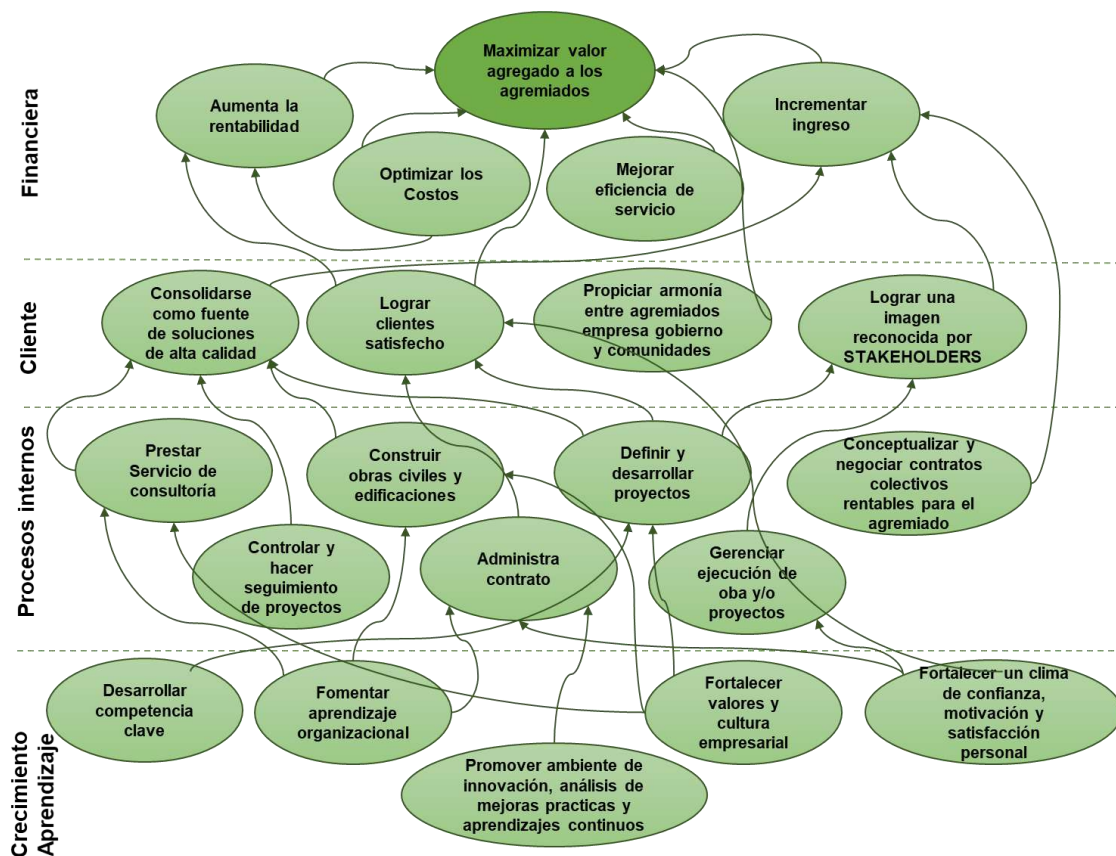 Financiera
Maximizar valor
agregado a los
agremiados
Aumenta la
rentabilidad
Incrementar
ingreso
Optimizar los
Costos
Mejorar
eficiencia de
servicio
Cliente
Consolidarse
como fuente
de soluciones
de alta calidad
Lograr
clientes
satisfecho
Propiciar armonía
entre agremiados
empresa gobierno
y comunidades
Lograr una
imagen
reconocida por
STAKEHOLDERS
Procesos internos
Prestar
Servicio de
consultoría
Construir
obras civiles y
edificaciones
Definir y
desarrollar
proyectos
Conceptualizar y
negociar contratos
colectivos
rentables para el
agremiado
Controlar y
hacer
seguimiento
de proyectos
Administra
contrato
Gerenciar
ejecución de
oba y/o
proyectos
Crecimiento
Aprendizaje
Desarrollar
competencia
clave
Fomentar
aprendizaje
organizacional
Fortalecer
valores y
cultura
empresarial
Fortalecer un clima
de confianza,
motivación y
satisfacción
personal
Promover ambiente de
innovación, análisis de
mejoras practicas y
aprendizajes continuos